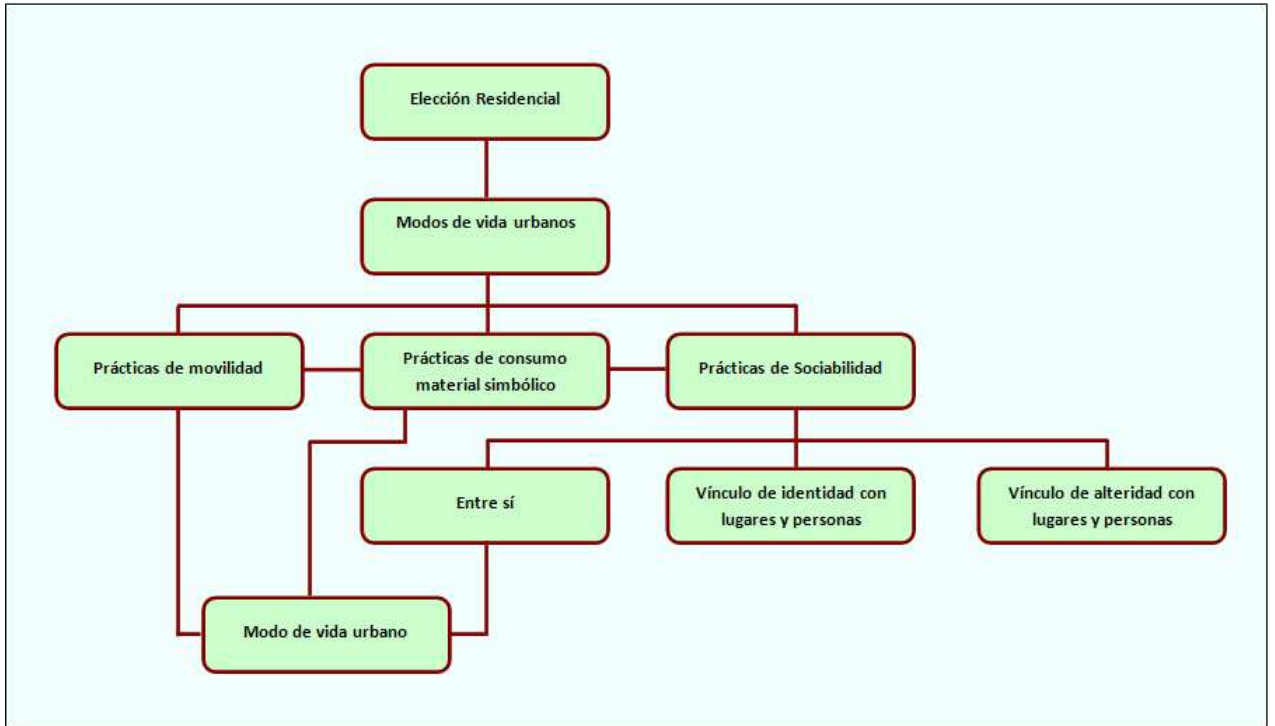 Elección Residencial
Modos de vida urbanos
Prácticas de movilidad
Prácticas de consumo
material simbólico
Prácticas de Sociabilidad
Entre sí
Vínculo de identidad con
lugares y personas
Vínculo de alteridad con
lugares y personas
Modo de vida urbano